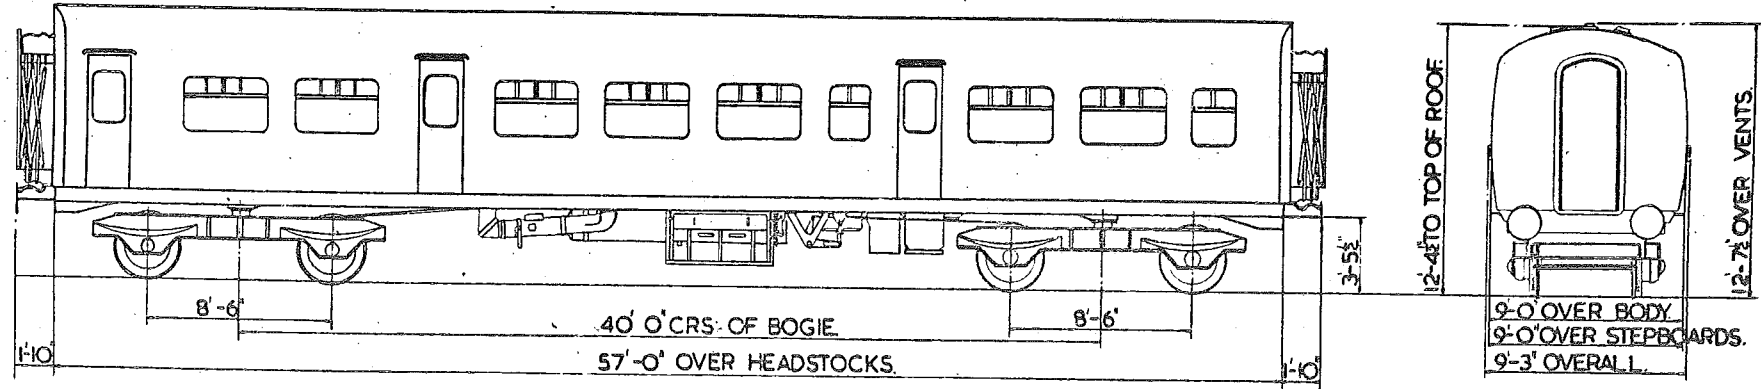 8'-6"
40' 0" CRS. OF BOGIE
8'-6"
1'-10"
57'-0" OVER HEADSTOCKS.
1'-10"
3'-5½"
12'-4½" TO TOP OF ROOF.
12'-7½" OVER VENTS.
9'-0" OVER BODY
9'-0" OVER STEPBOARDS.
9'-3" OVERALL.